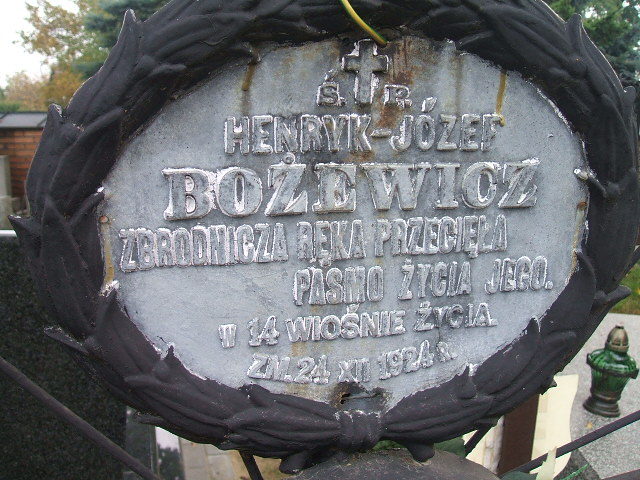 Ś. P.
HENRYK-JÓZEF
BOŻEWICZ
ZBRODNICZA RĘKA PRZECIĘŁA
PASMO ŻYCIA JEGO.
W 14 WIOŚNIE ŻYCIA.
ZM. 24 XII 1924 R.